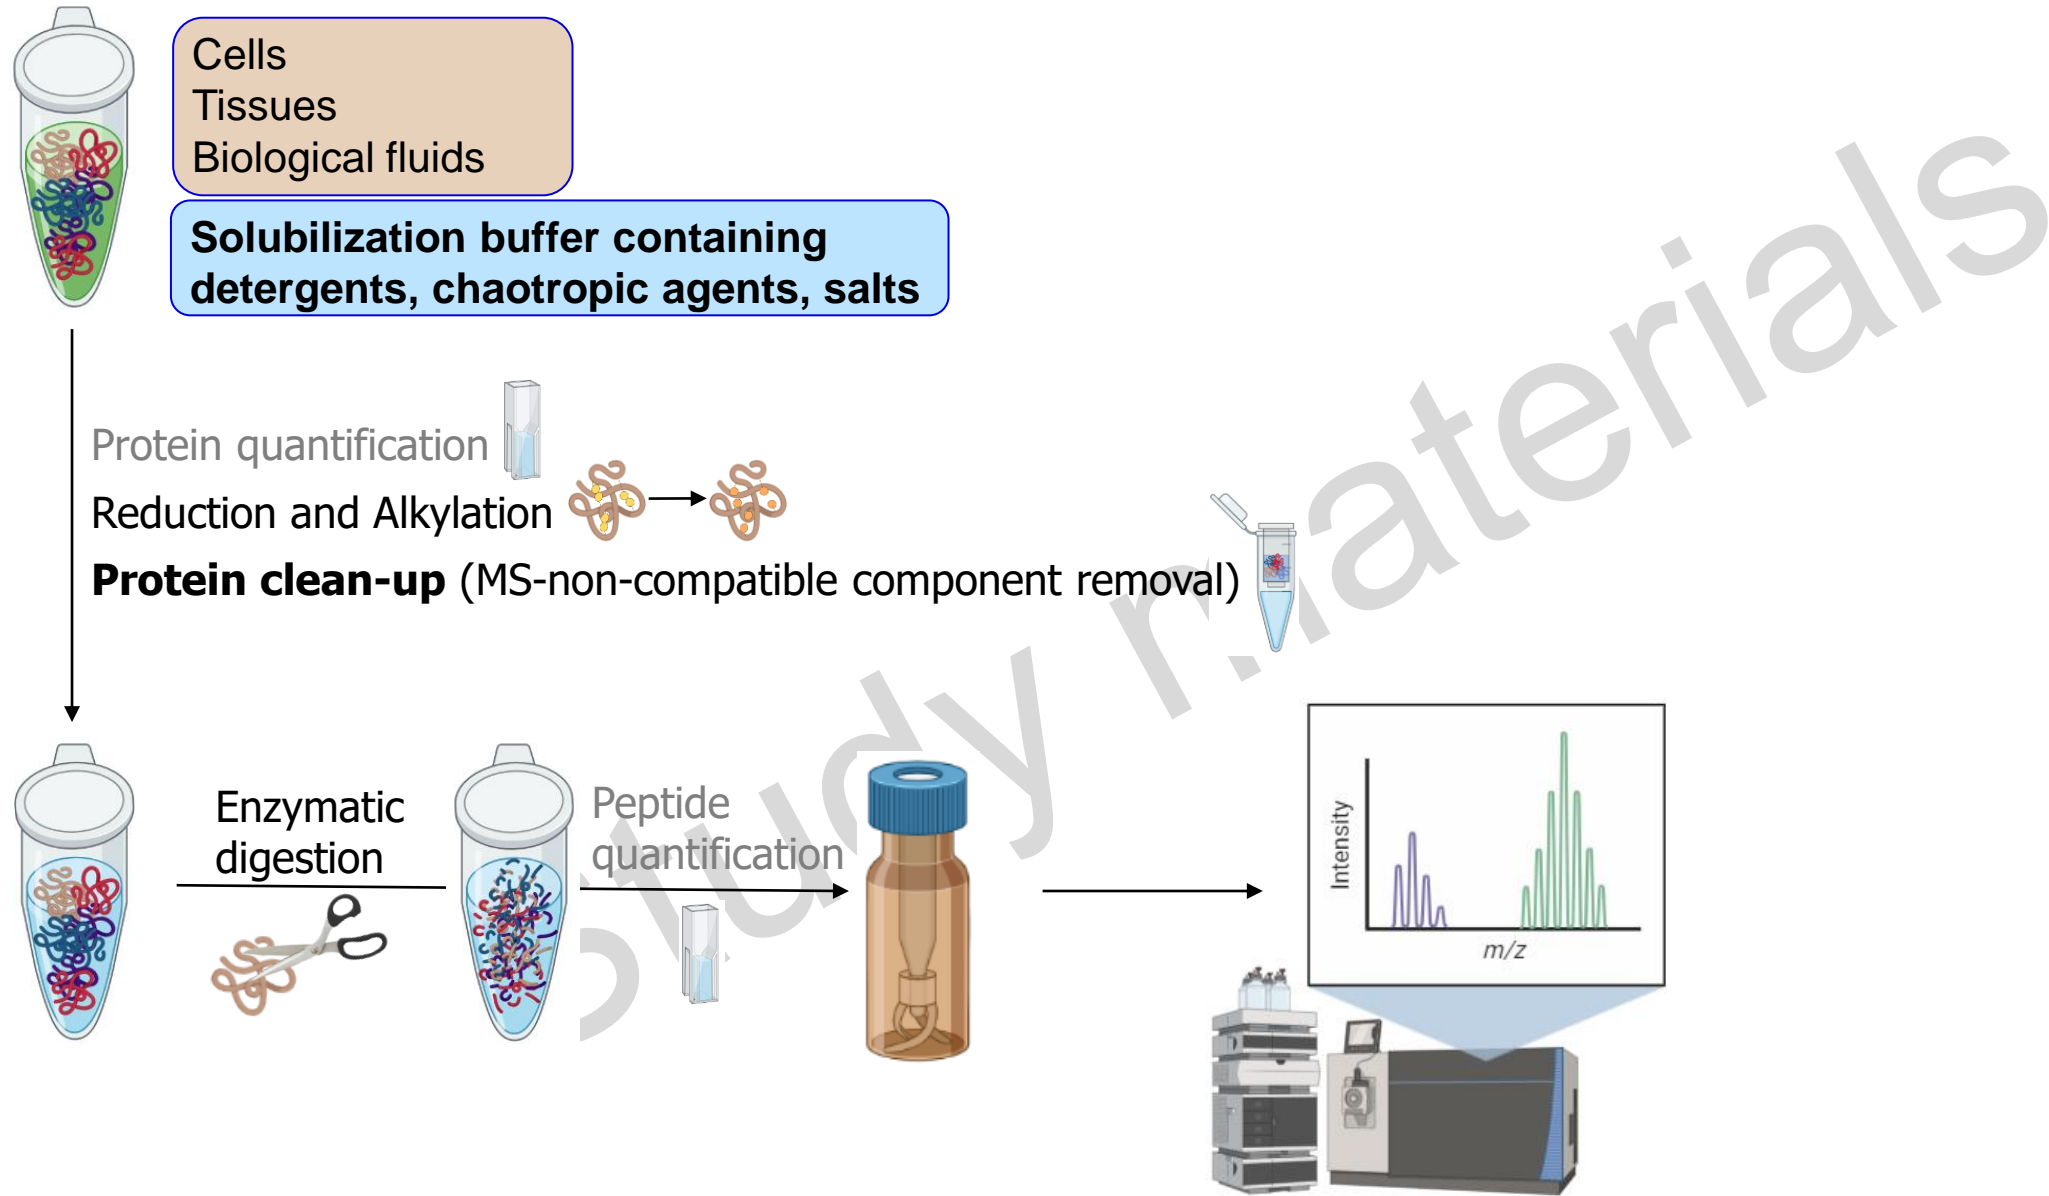 Cells
Tissues
Biological fluids
Solubilization buffer containing
detergents, chaotropic agents, salts
Protein quantification
Reduction and Alkylation
Protein clean-up (MS-non-compatible component removal)
Enzymatic
digestion
Peptide
quantification
Intensity
m/z
Study materials